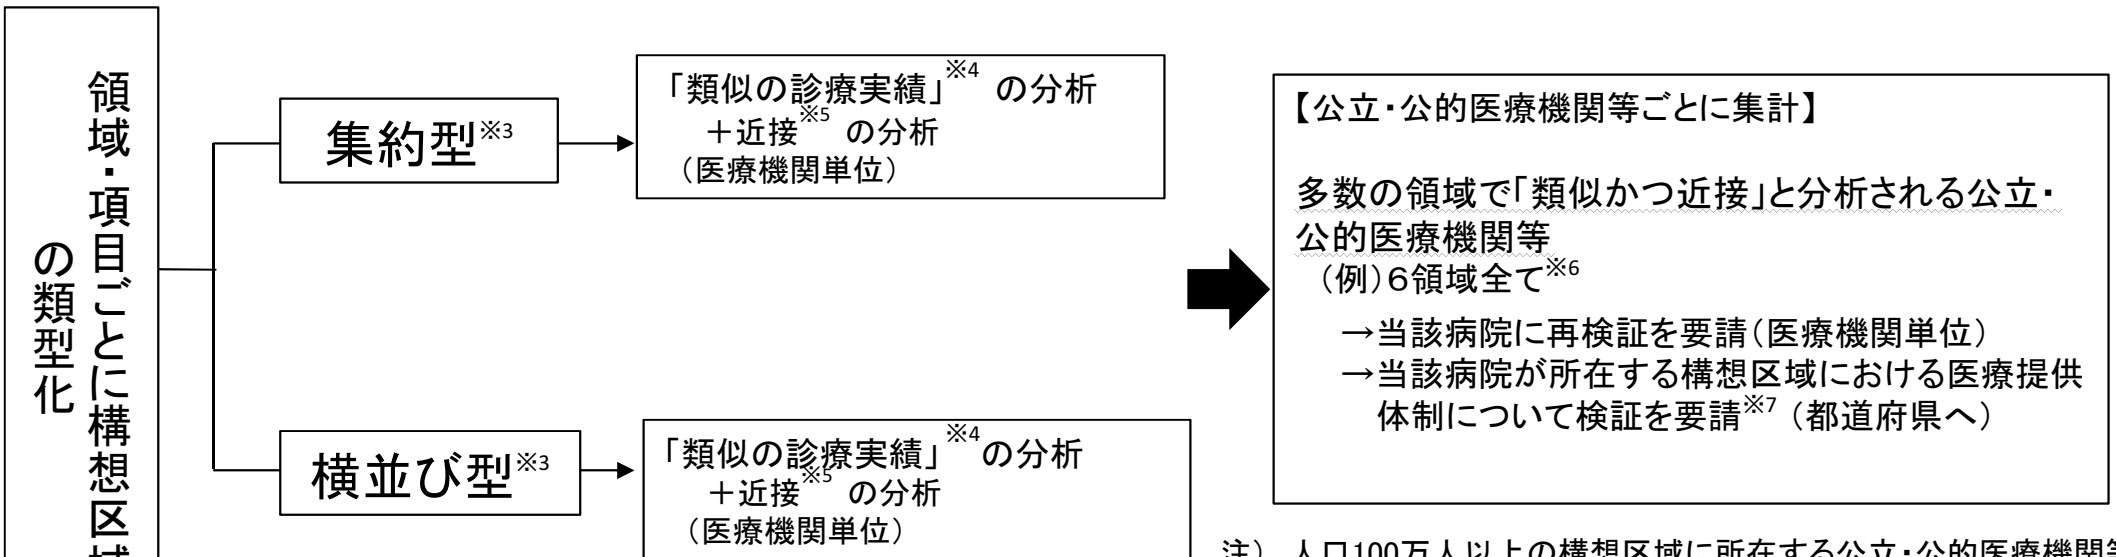 領域・項目ごとに構想区域
の類型化
集約型※3
「類似の診療実績」※4 の分析
＋近接※5 の分析
（医療機関単位）
横並び型※3
「類似の診療実績」※4の分析
＋近接※5 の分析
（医療機関単位）
【公立・公的医療機関等ごとに集計】
多数の領域で「類似かつ近接」と分析される公立・
公的医療機関等
（例）６領域全て※6
→当該病院に再検証を要請（医療機関単位）
→当該病院が所在する構想区域における医療提供
体制について検証を要請※7（都道府県へ）
注） 人口100万人以上の構想区域に所在する公立・公的医療機関等